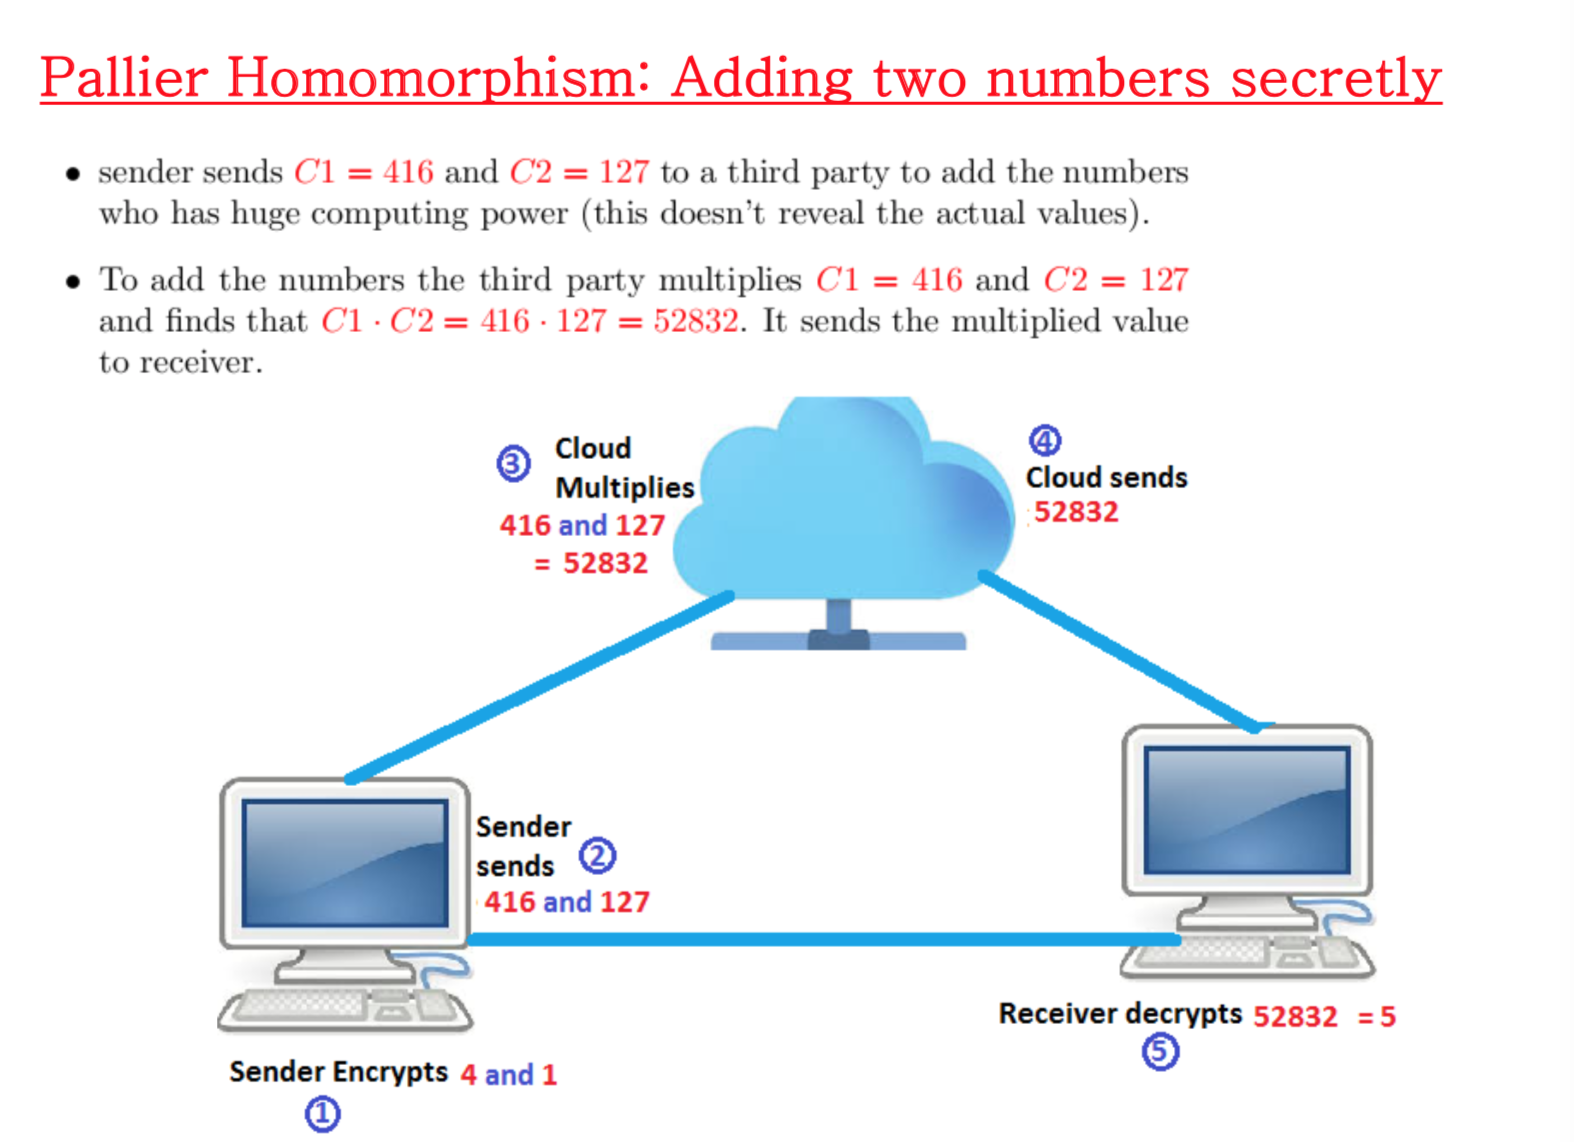 Pallier Homomorphism: Adding two numbers secretly
• sender sends C1 = 416 and C2 = 127 to a third party to add the numbers
who has huge computing power (this doesn't reveal the actual values).
• To add the numbers the third party multiplies C1 = 416 and C2 = 127
and finds that C1 · C2 = 416 · 127 = 52832. It sends the multiplied value
to receiver.
③ Cloud
Multiplies
416 and 127
= 52832
④
Cloud sends
52832
Sender
sends ②
416 and 127
Receiver decrypts 52832 = 5
⑤
Sender Encrypts 4 and 1
①